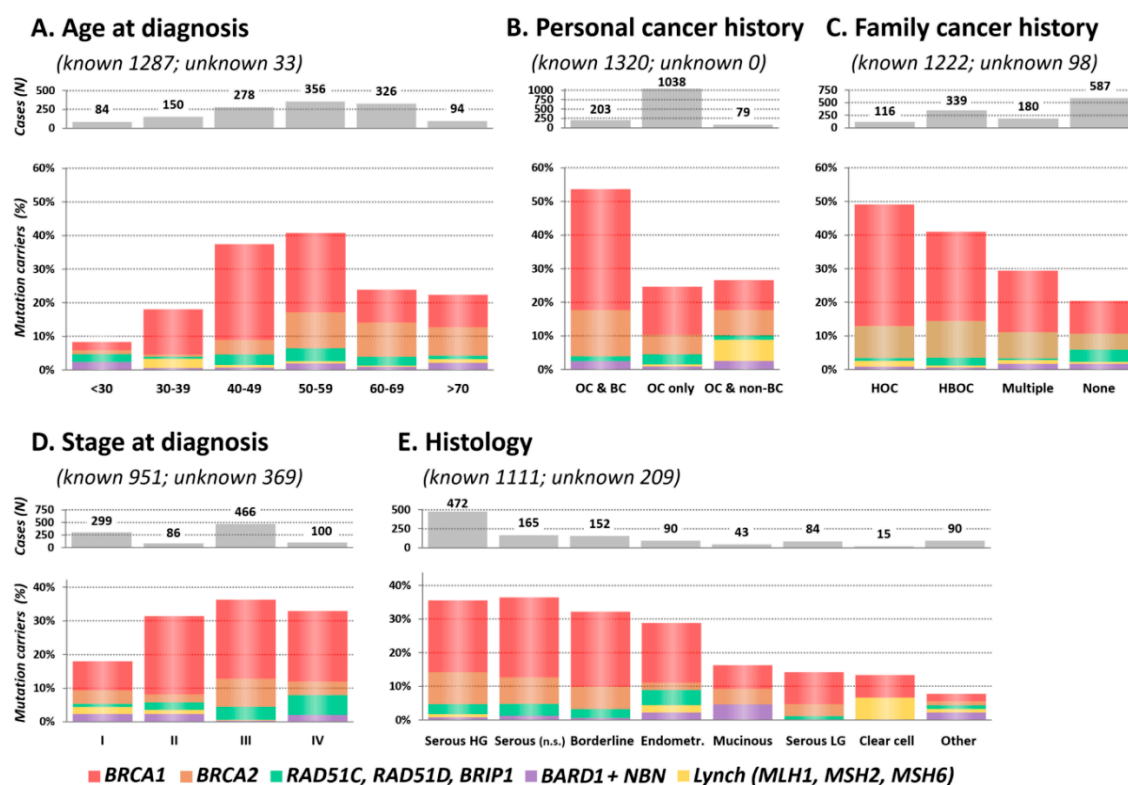 A. Age at diagnosis
(known 1287; unknown 33)
Cases (N)
500
250
0
84 150 278 356 326 94
Mutation carriers (%)
60%
50%
40%
30%
20%
10%
0%
<30 30-39 40-49 50-59 60-69 >70
B. Personal cancer history
(known 1320; unknown 0)
1000
750
500
250
0
203 1038 79
60%
50%
40%
30%
20%
10%
0%
OC & BC OC only OC & non-BC
C. Family cancer history
(known 1222; unknown 98)
750
500
250
0
116 339 180 587
60%
50%
40%
30%
20%
10%
0%
HOC HBOC Multiple None
D. Stage at diagnosis
(known 951; unknown 369)
Cases (N)
750
500
250
0
299 86 466 100
Mutation carriers (%)
40%
30%
20%
10%
0%
I II III IV
E. Histology
(known 1111; unknown 209)
500
250
0
472 165 152 90 43 84 15 90
40%
30%
20%
10%
0%
Serous HG Serous (n.s.) Borderline Endometr. Mucinous Serous LG Clear cell Other
BRCA1 BRCA2 RAD51C, RAD51D, BRIP1 BARD1 + NBN Lynch (MLH1, MSH2, MSH6)